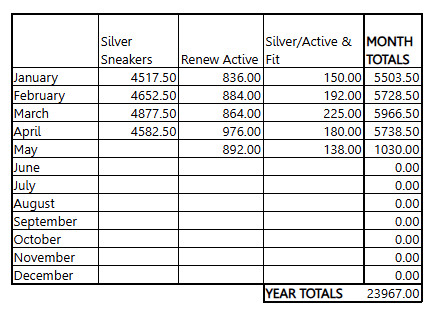 Silver Sneakers Renew Active Silver/Active & Fit MONTH TOTALS
January 4517.50 836.00 150.00 5503.50
February 4652.50 884.00 192.00 5728.50
March 4877.50 864.00 225.00 5966.50
April 4582.50 976.00 180.00 5738.50
May 892.00 138.00 1030.00
June 0.00
July 0.00
August 0.00
September 0.00
October 0.00
November 0.00
December 0.00
YEAR TOTALS 23967.00